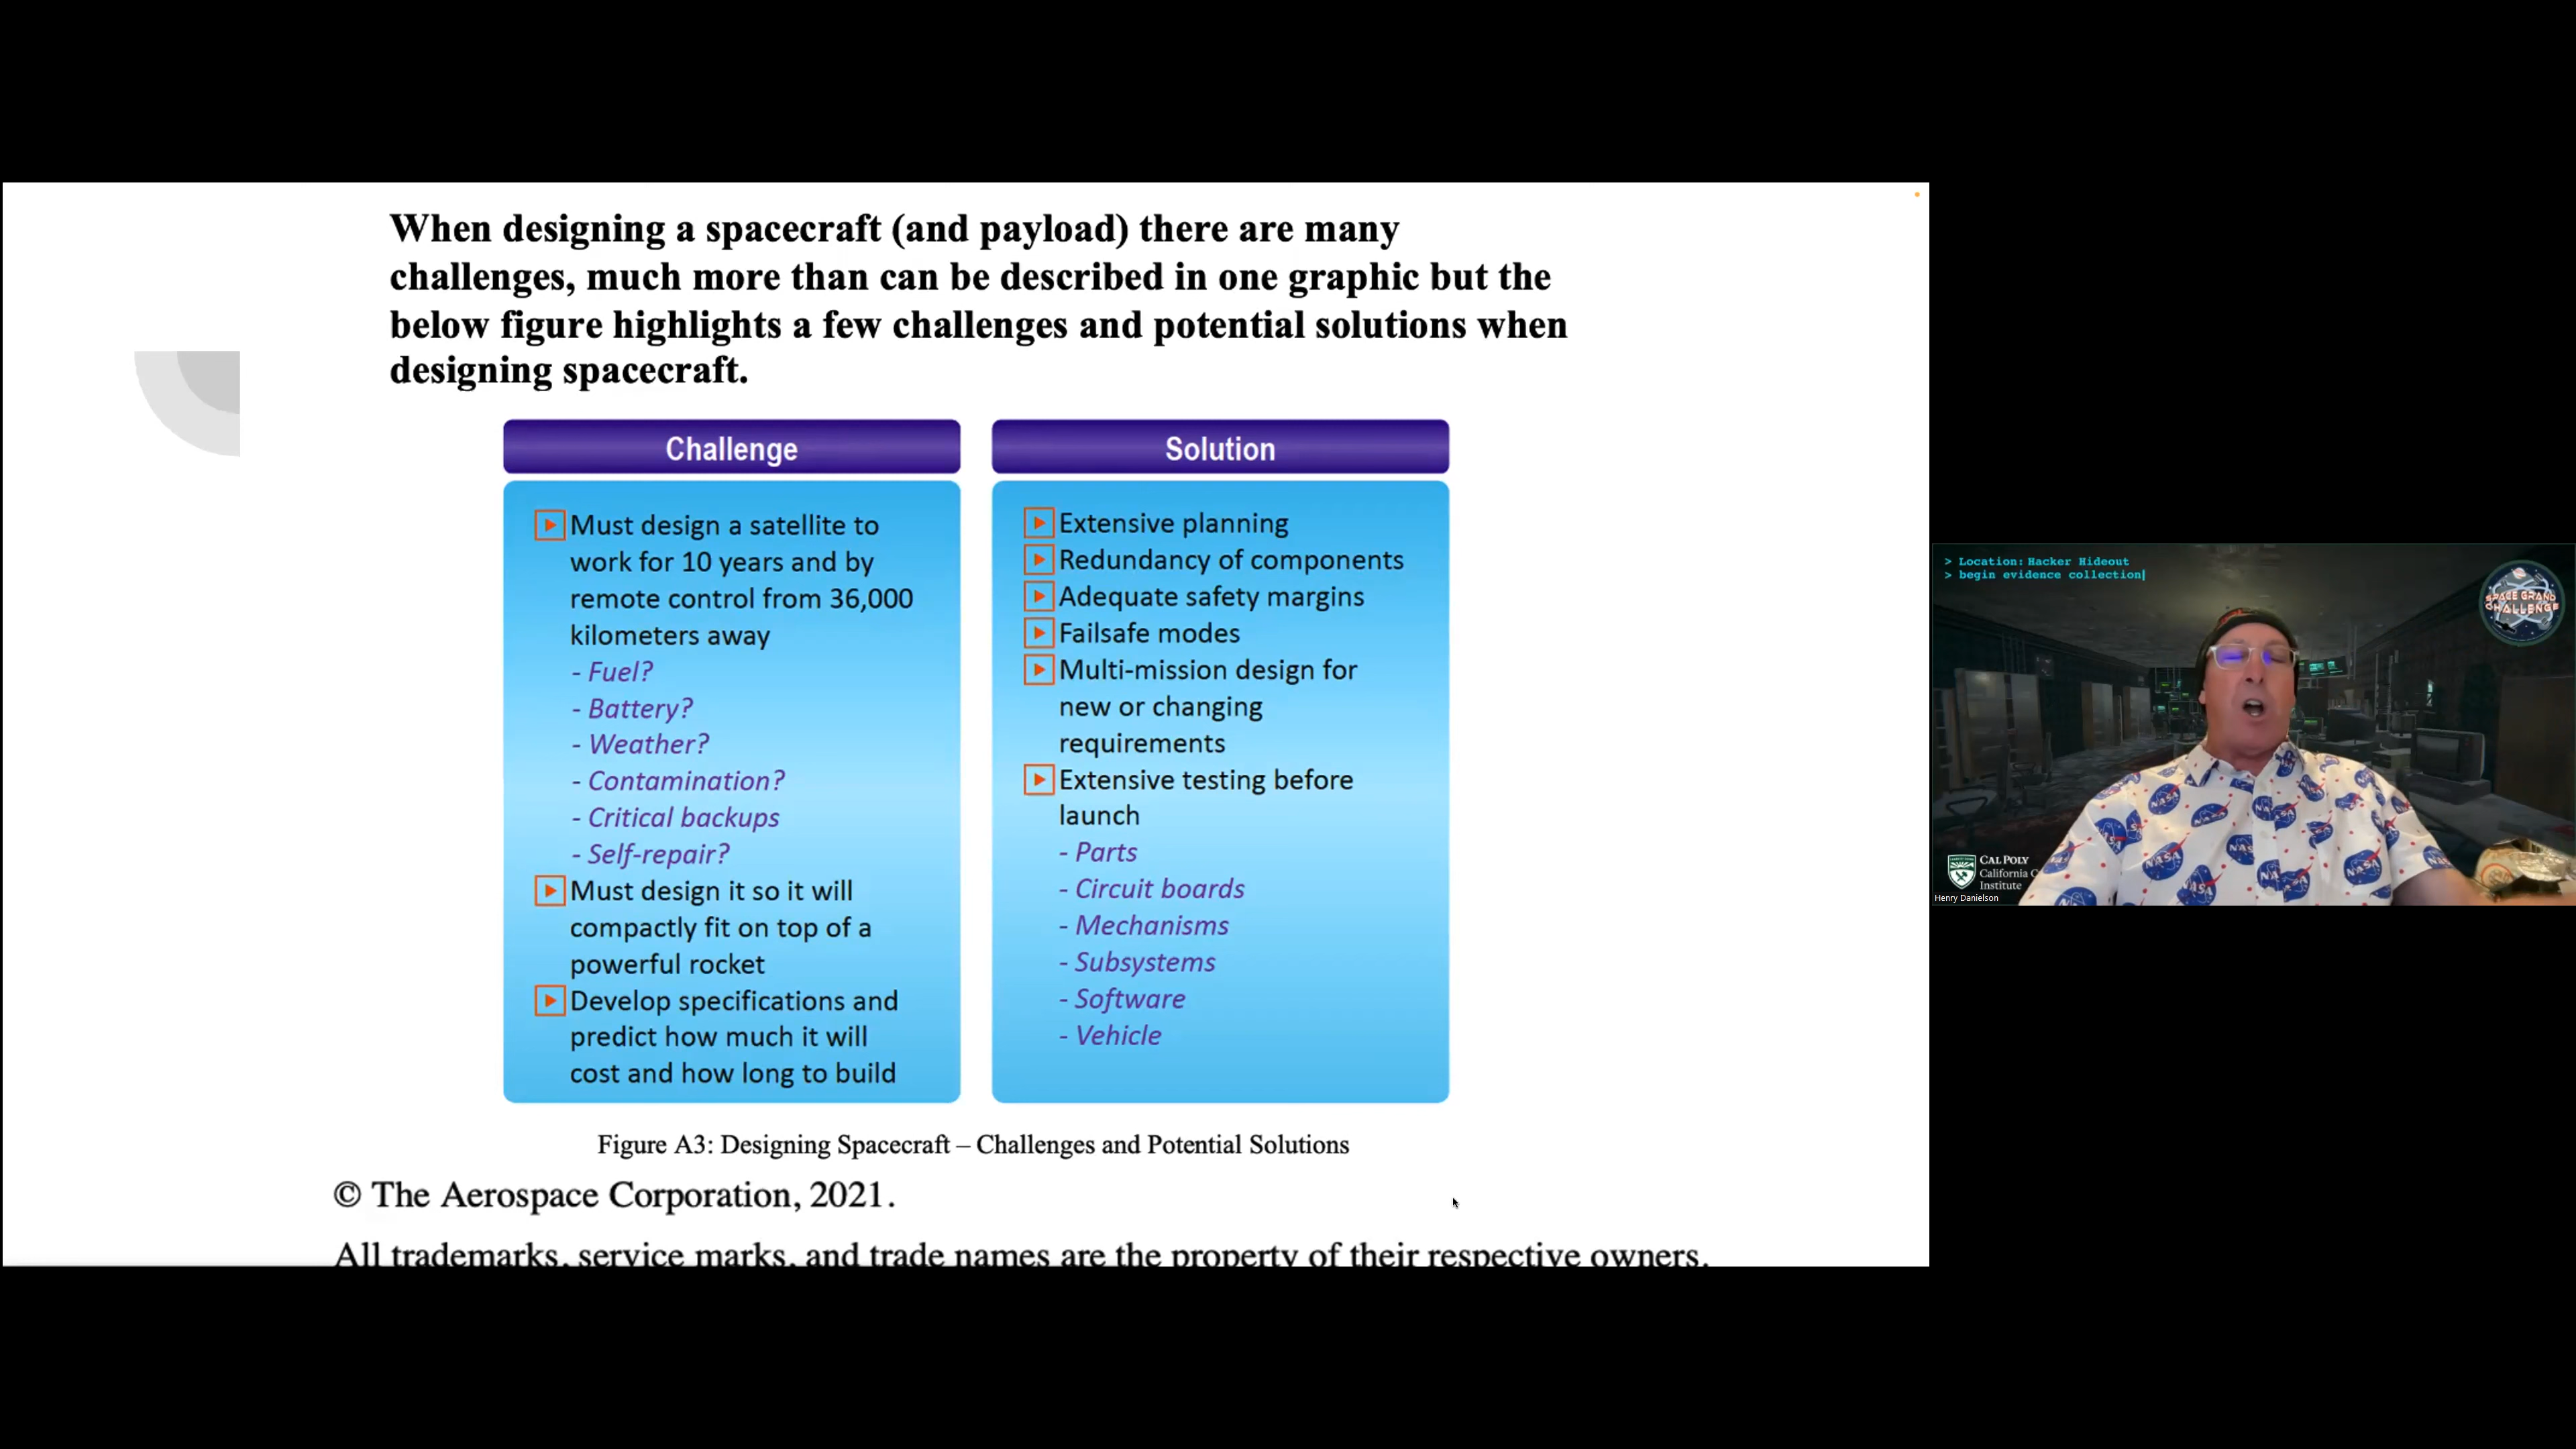 When designing a spacecraft (and payload) there are many
challenges, much more than can be described in one graphic but the
below figure highlights a few challenges and potential solutions when
designing spacecraft.
Challenge
Must design a satellite to
work for 10 years and by
remote control from 36,000
kilometers away
- Fuel?
- Battery?
- Weather?
- Contamination?
- Critical backups
- Self-repair?
Must design it so it will
compactly fit on top of a
powerful rocket
Develop specifications and
predict how much it will
cost and how long to build
Solution
Extensive planning
Redundancy of components
Adequate safety margins
Failsafe modes
Multi-mission design for
new or changing
requirements
Extensive testing before
launch
- Parts
- Circuit boards
- Mechanisms
- Subsystems
- Software
- Vehicle
Figure A3: Designing Spacecraft – Challenges and Potential Solutions
© The Aerospace Corporation, 2021.
All trademarks, service marks, and trade names are the property of their respective owners.
> Location: Hacker Hideout
> begin evidence collection
SPACE GRAND
CHALLENGE
CAL POLY
California C
Institute
Henry Danielson
NASA
NASA
NASA
NASA
NASA